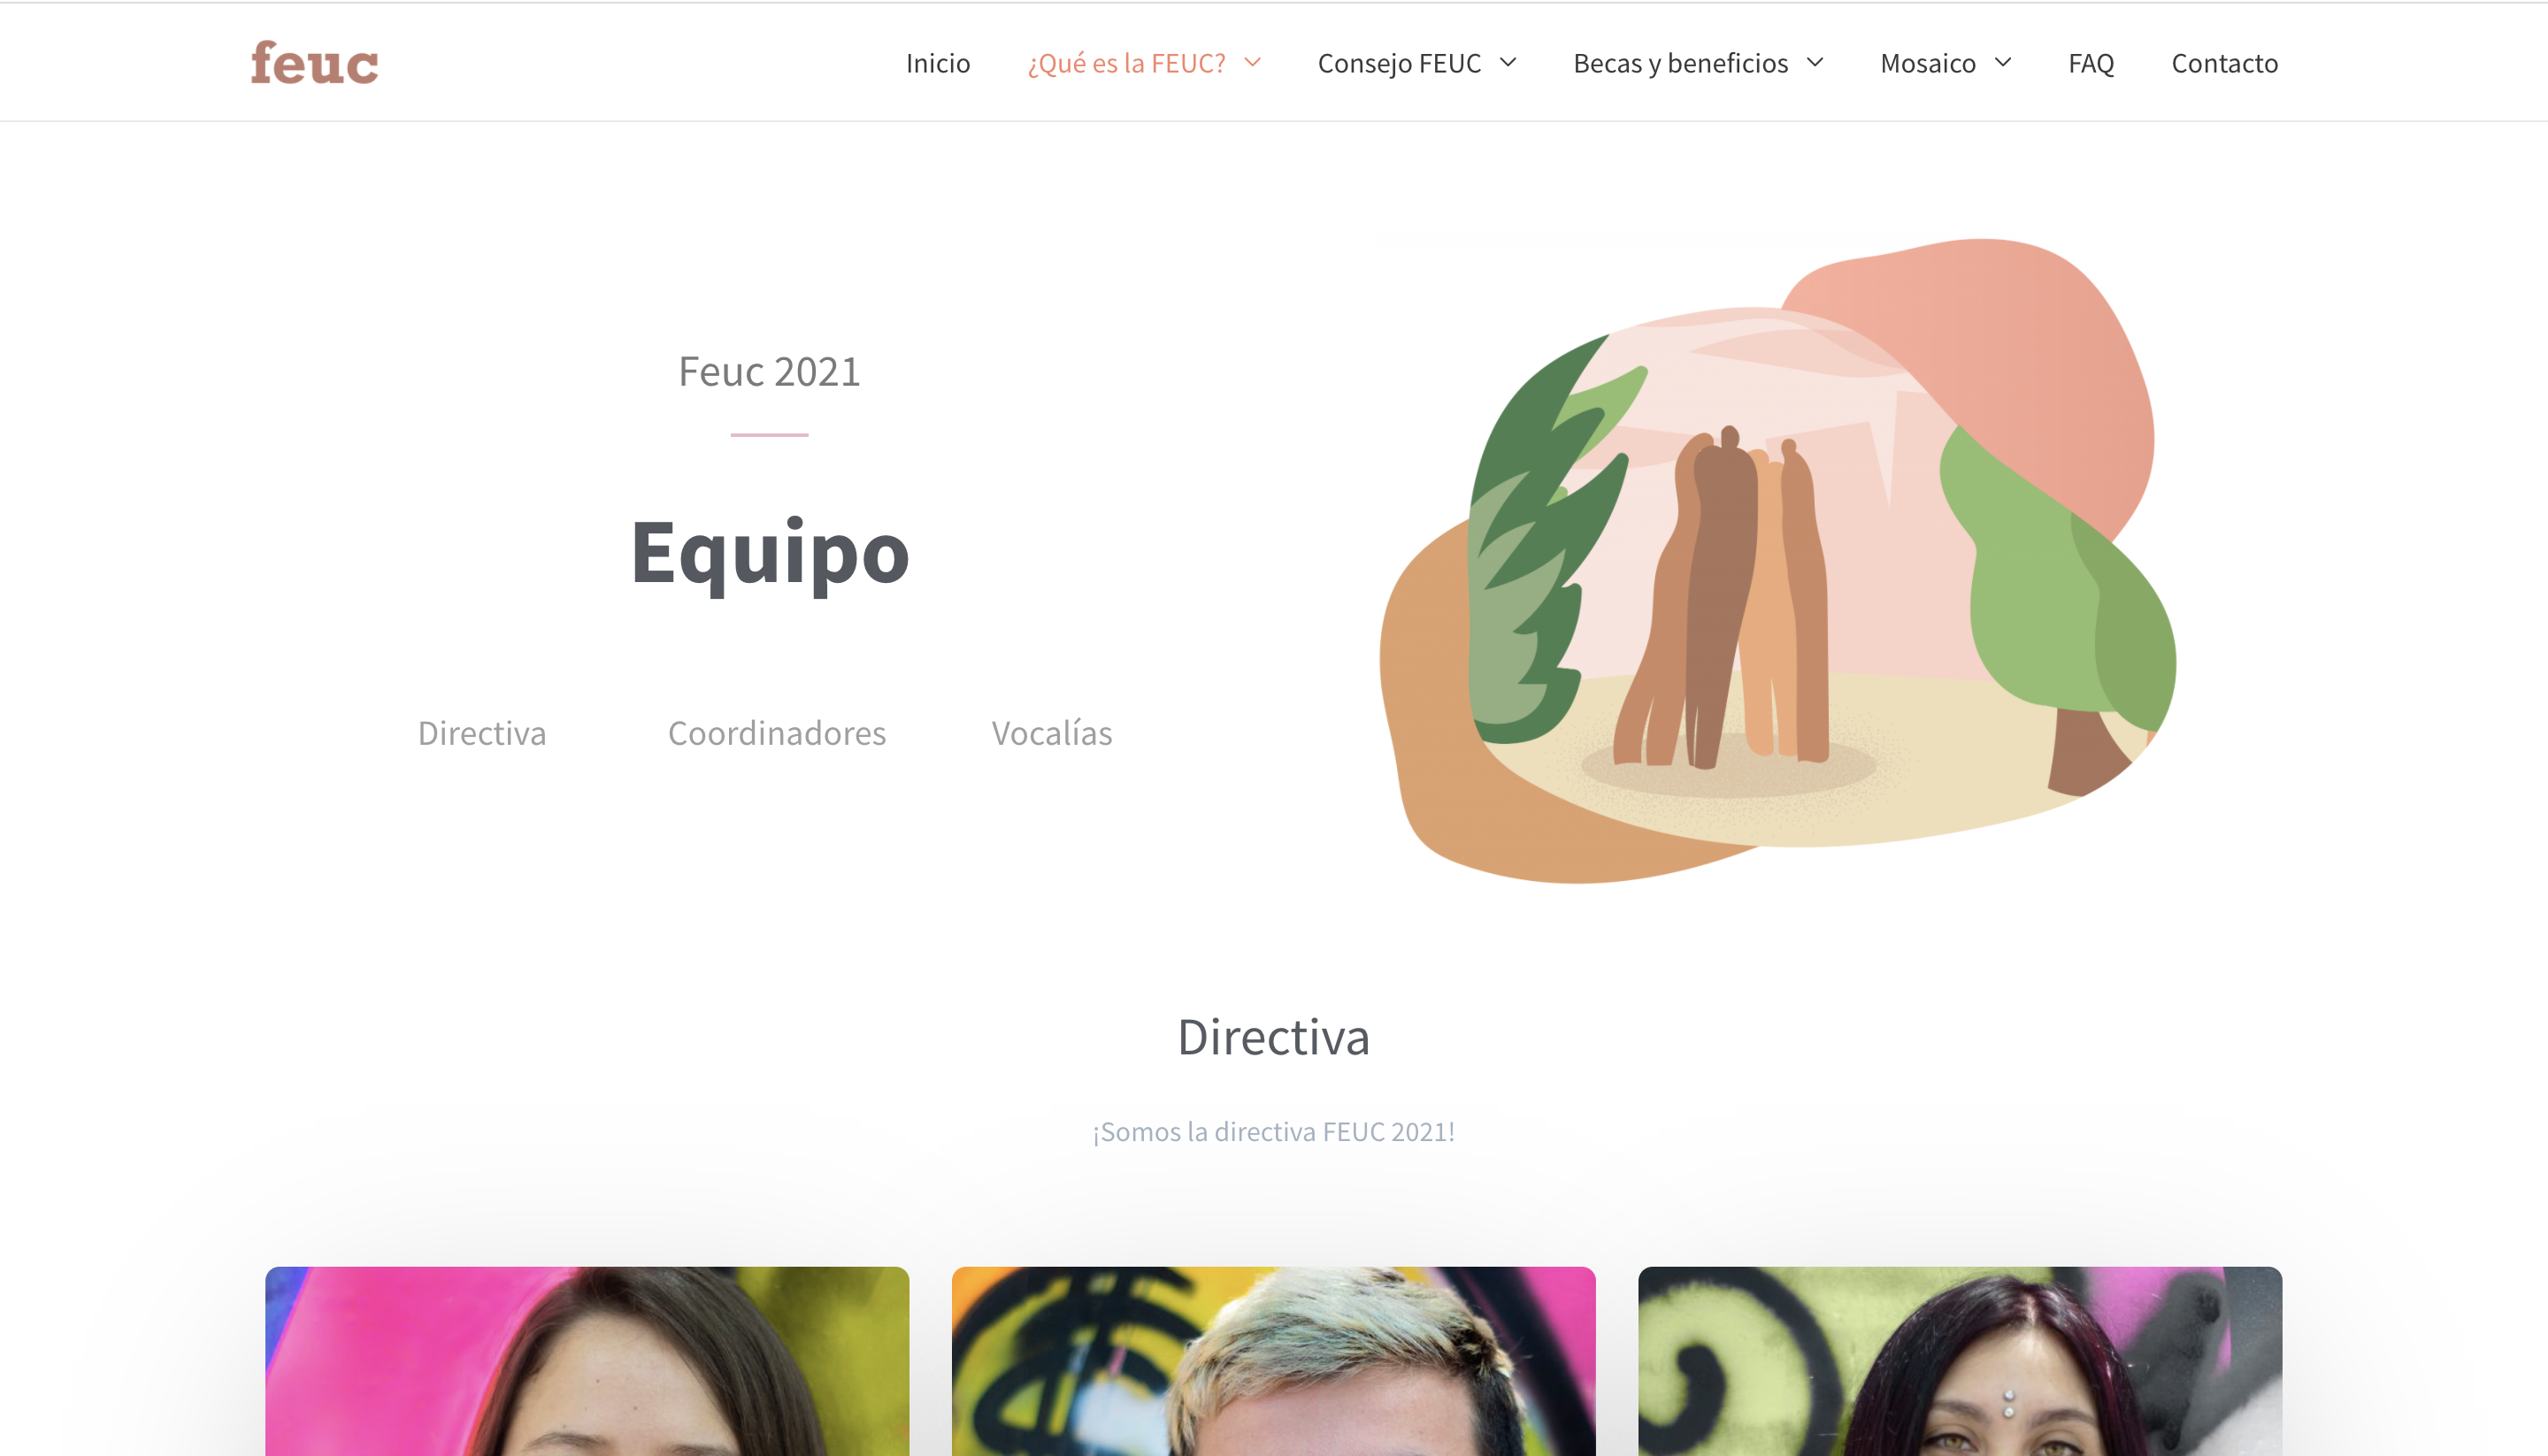 feuc
Inicio ¿Qué es la FEUC? Consejo FEUC Becas y beneficios Mosaico FAQ Contacto
Feuc 2021
Equipo
Directiva Coordinadores Vocalías
Directiva
¡Somos la directiva FEUC 2021!